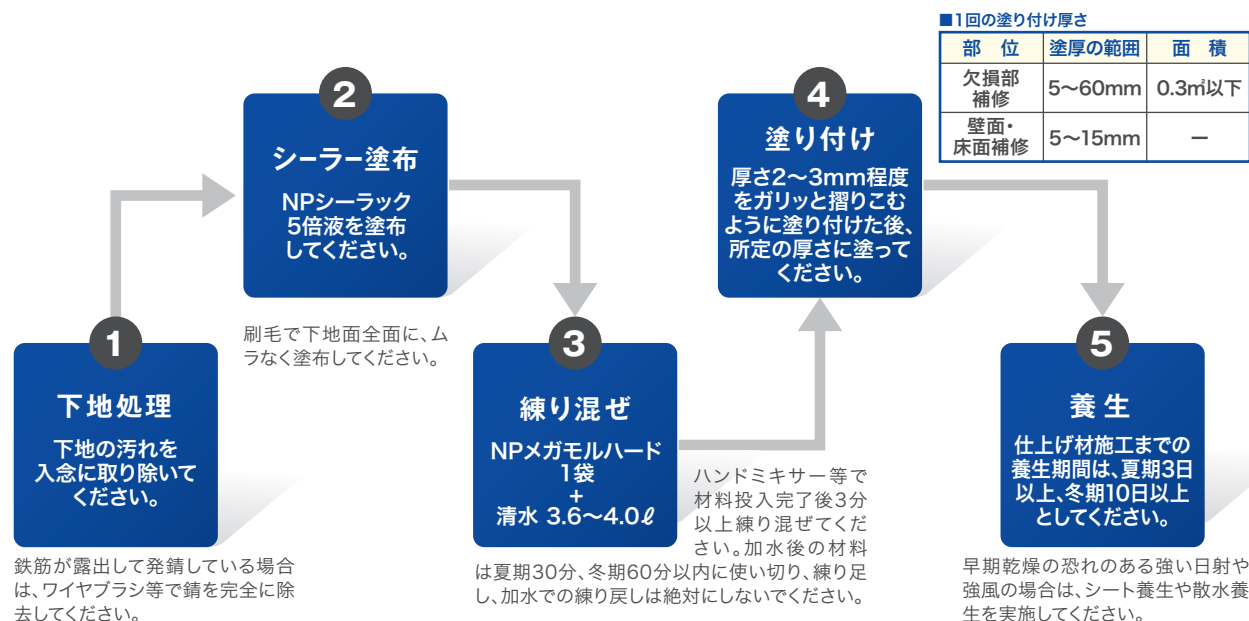 1
下地処理
下地の汚れを
入念に取り除いて
ください。
鉄筋が露出して発錆している場合
は、ワイヤブラシ等で錆を完全に除
去してください。
2
シーラー塗布
NPシーラック
5倍液を塗布
してください。
刷毛で下地面全面に、ム
ラなく塗布してください。
3
練り混ぜ
NPメガモルハード
1袋
+
清水 3.6〜4.0ℓ
ハンドミキサー等で
材料投入完了後3分
以上練り混ぜてくだ
さい。加水後の材料
は夏期30分、冬期60分以内に使い切り、練り足
し、加水での練り戻しは絶対にしないでください。
4
塗り付け
厚さ2〜3mm程度
をガリッと摺りこむ
ように塗り付けた後、
所定の厚さに塗って
ください。
■1回の塗り付け厚さ
部 位 塗厚の範囲 面 積
欠損部
補修 5〜60mm 0.3㎡以下
壁面・
床面補修 5〜15mm ー
5
養 生
仕上げ材施工までの
養生期間は、夏期3日
以上、冬期10日以上
としてください。
早期乾燥の恐れのある強い日射や
強風の場合は、シート養生や散水養
生を実施してください。